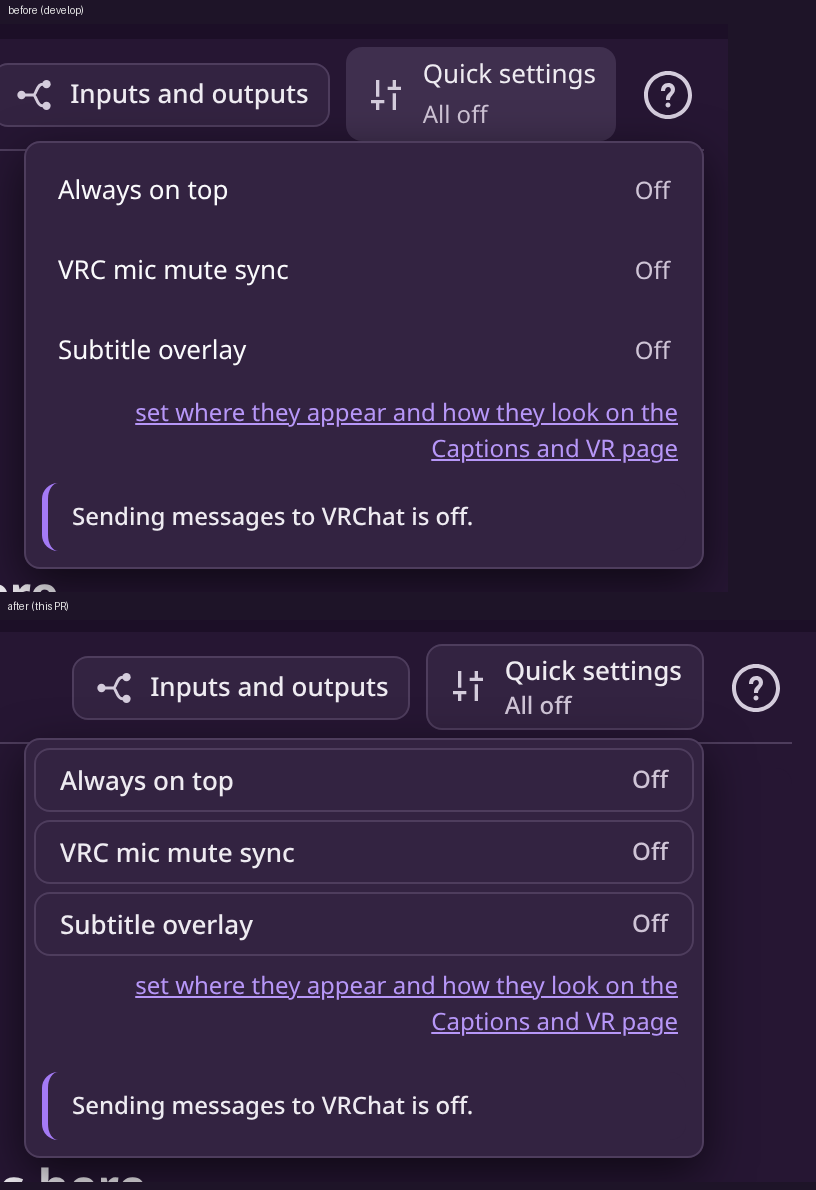 before (develop)
Inputs and outputs
Quick settings
All off
?
Always on top
Off
VRC mic mute sync
Off
Subtitle overlay
Off
set where they appear and how they look on the
Captions and VR page
Sending messages to VRChat is off.
after (this PR)
Inputs and outputs
Quick settings
All off
?
Always on top
Off
VRC mic mute sync
Off
Subtitle overlay
Off
set where they appear and how they look on the
Captions and VR page
Sending messages to VRChat is off.